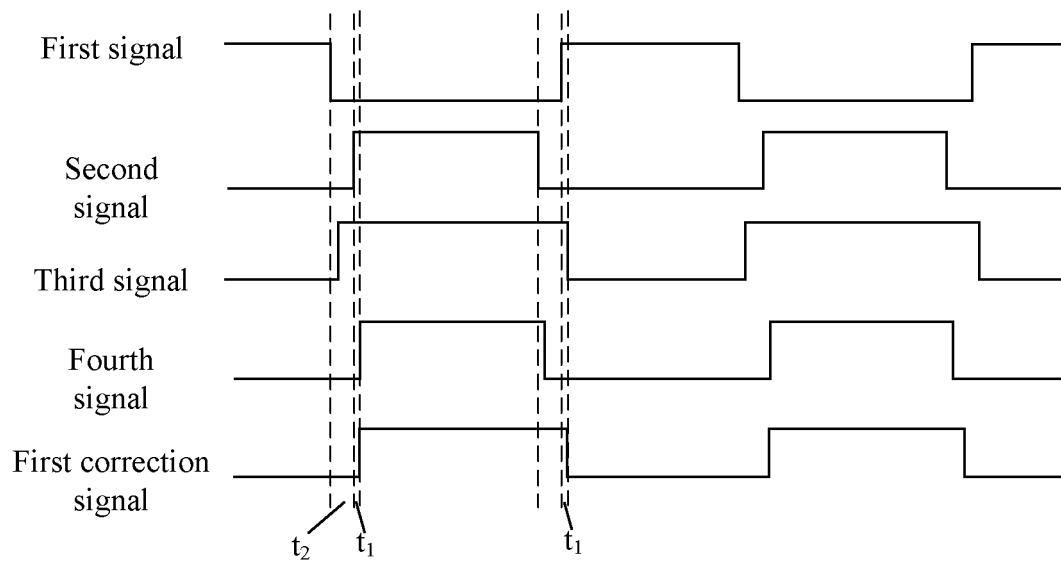 First signal
Second
signal
Third signal
Fourth
signal
First correction
signal
t₂
t₁
t₁